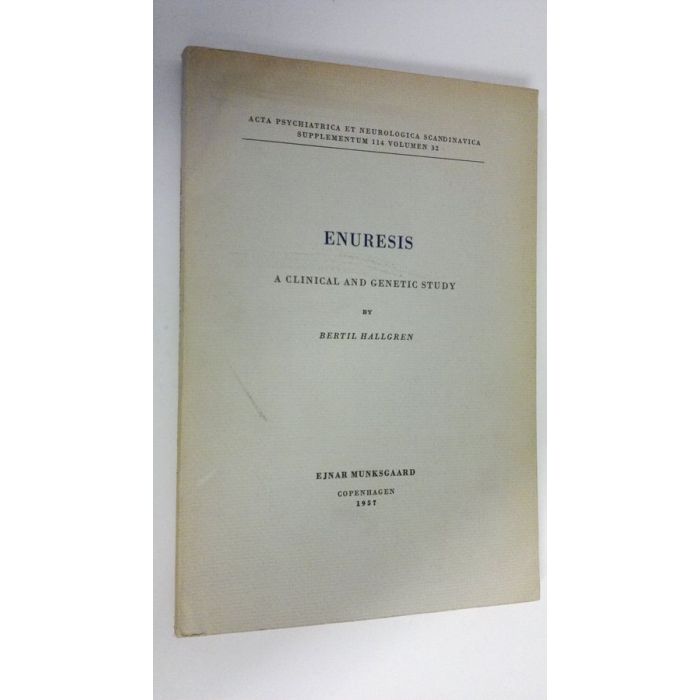 ACTA PSYCHIATRICA ET NEUROLOGICA SCANDINAVICA
SUPPLEMENTUM 114 VOLUMEN 32
ENURESIS
A CLINICAL AND GENETIC STUDY
BY
BERTIL HALLGREN
EJNAR MUNKSGAARD
COPENHAGEN
1957